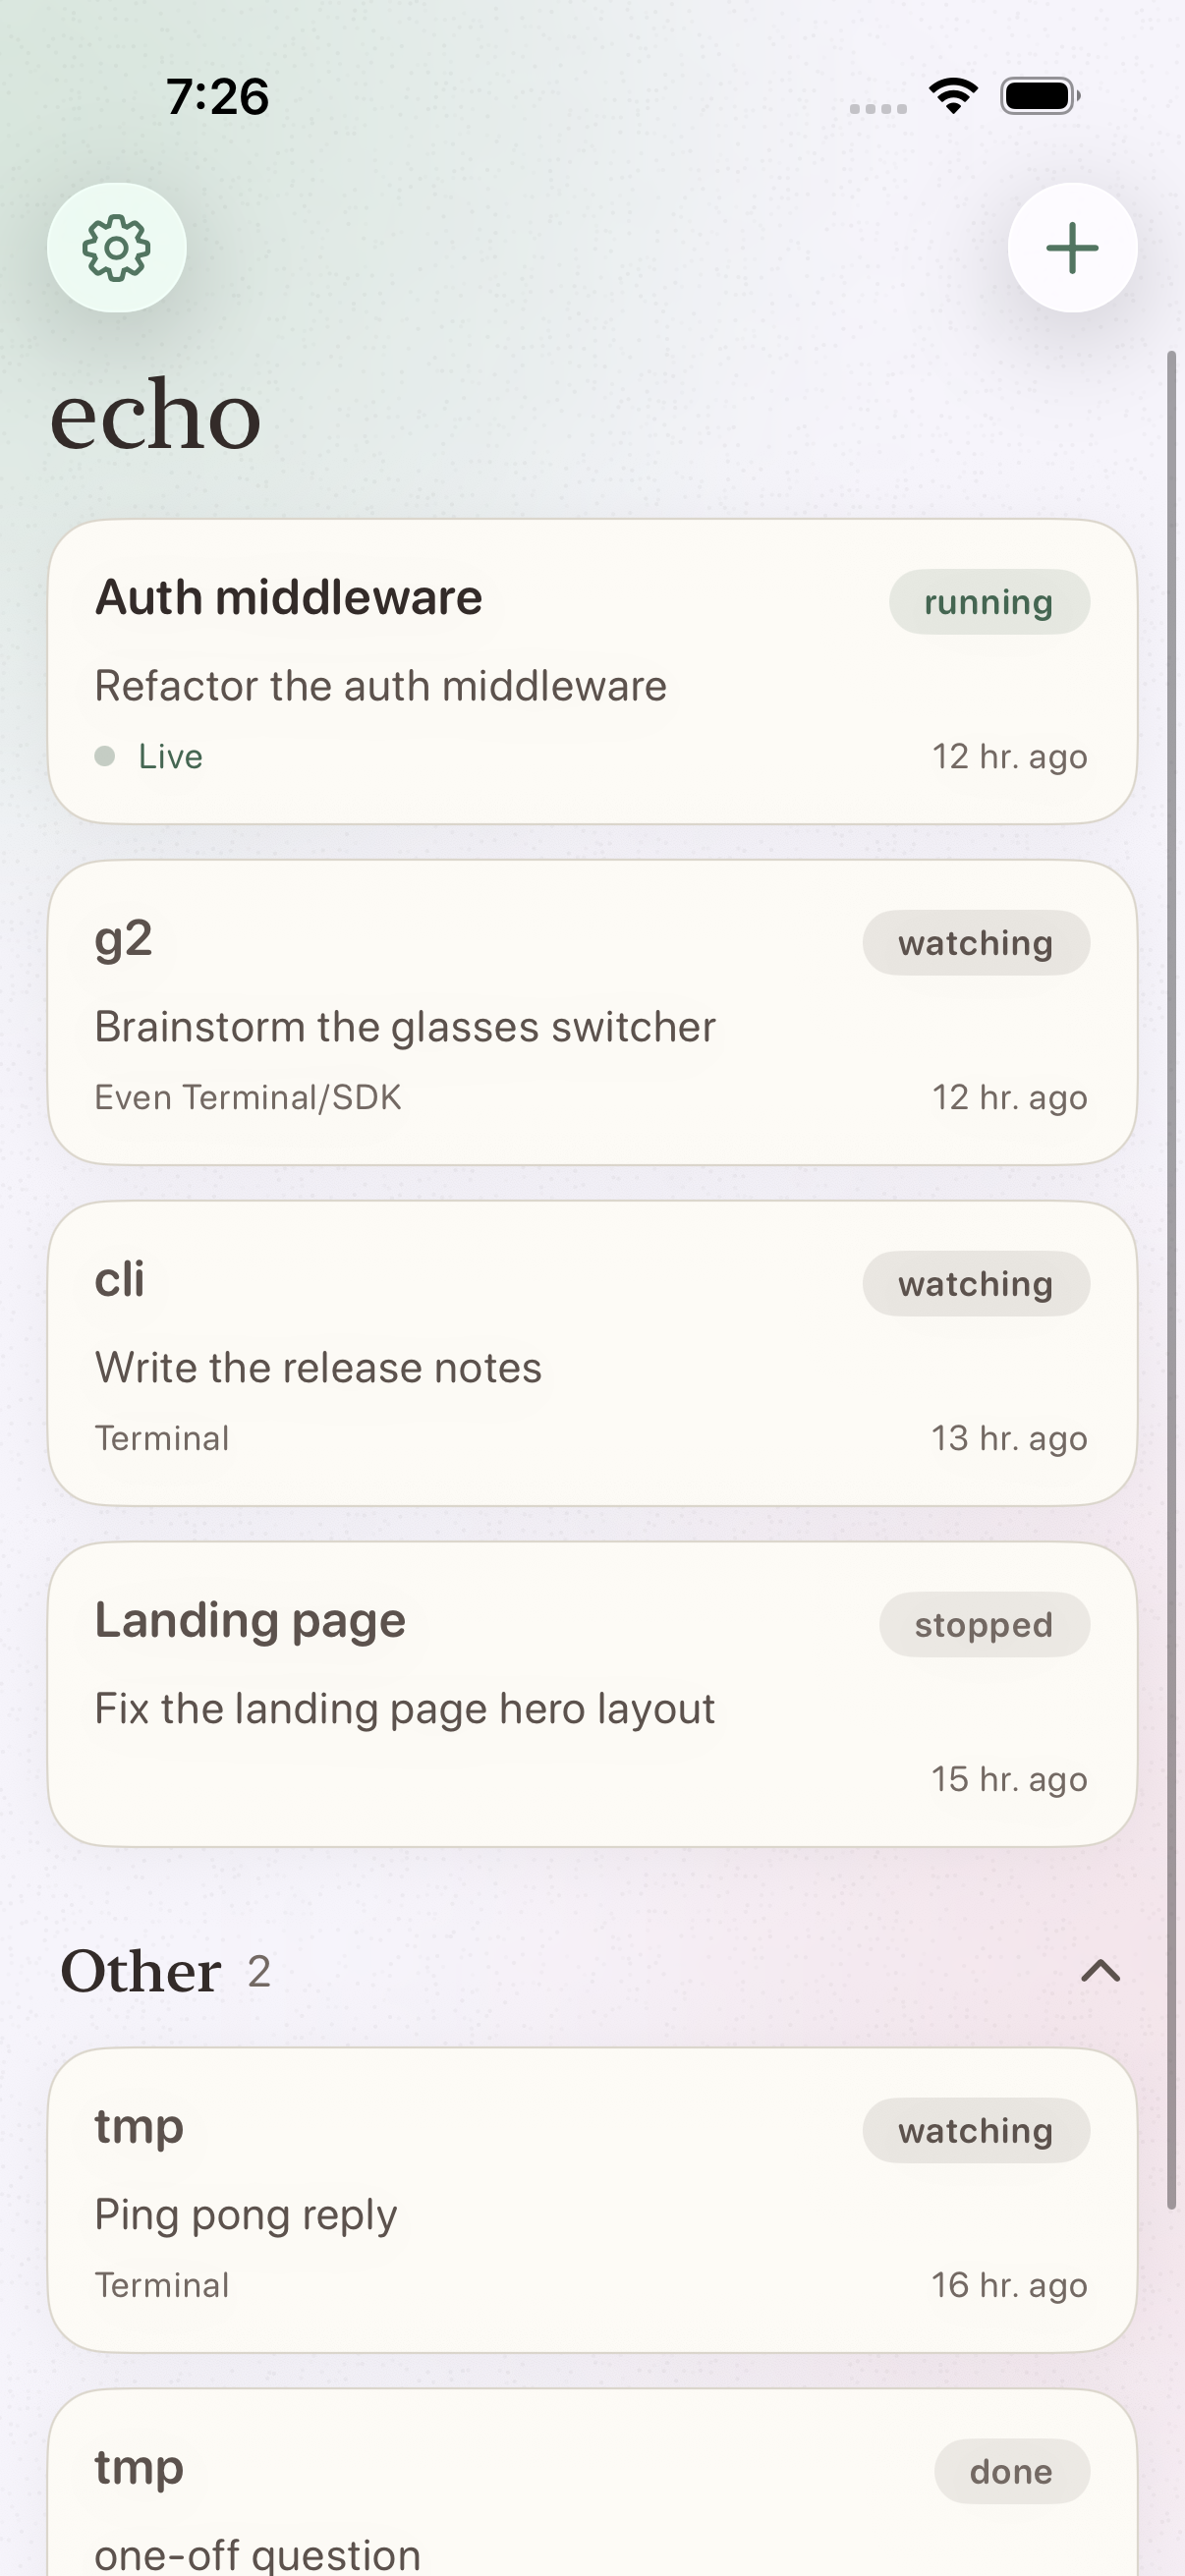 7:26
echo
Auth middleware
running
Refactor the auth middleware
Live
12 hr. ago
g2
watching
Brainstorm the glasses switcher
Even Terminal/SDK
12 hr. ago
cli
watching
Write the release notes
Terminal
13 hr. ago
Landing page
stopped
Fix the landing page hero layout
15 hr. ago
Other 2
tmp
watching
Ping pong reply
Terminal
16 hr. ago
tmp
done
one-off question